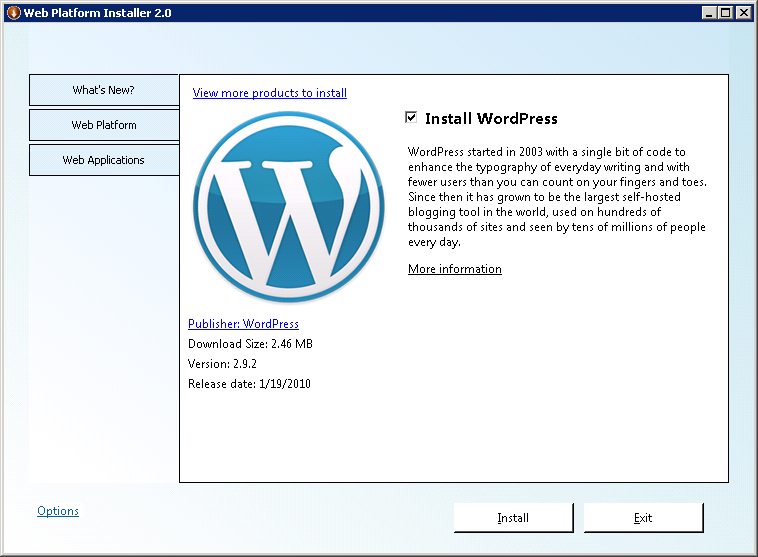 Web Platform Installer 2.0
What's New?
Web Platform
Web Applications
View more products to install
W
Publisher: WordPress
Download Size: 2.46 MB
Version: 2.9.2
Release date: 1/19/2010
Install WordPress
WordPress started in 2003 with a single bit of code to
enhance the typography of everyday writing and with
fewer users than you can count on your fingers and toes.
Since then it has grown to be the largest self-hosted
blogging tool in the world, used on hundreds of
thousands of sites and seen by tens of millions of people
every day.
More information
Options
Install
Exit